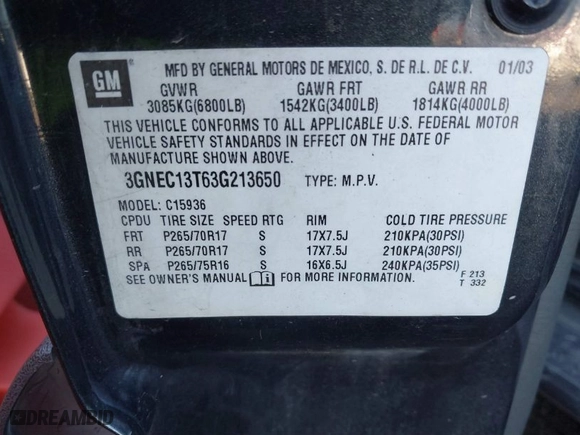 GM
MFD BY GENERAL MOTORS DE MEXICO, S. DE R.L. DE C.V. 01/03
GVWR GAWR FRT GAWR RR
3085KG(6800LB) 1542KG(3400LB) 1814KG(4000LB)
THIS VEHICLE CONFORMS TO ALL APPLICABLE U.S. FEDERAL MOTOR
VEHICLE SAFETY STANDARDS IN EFFECT ON THE DATE OF
MANUFACTURE SHOWN ABOVE.
3GNEC13T63G213650 TYPE: M.P.V.
MODEL: C15936
CPDU TIRE SIZE SPEED RTG RIM COLD TIRE PRESSURE
FRT P265/70R17 S 17X7.5J 210KPA(30PSI)
RR P265/70R17 S 17X7.5J 210KPA(30PSI)
SPA P265/75R16 S 16X6.5J 240KPA(35PSI)
SEE OWNER'S MANUAL FOR MORE INFORMATION.
F 213
T 332
DREAMBID